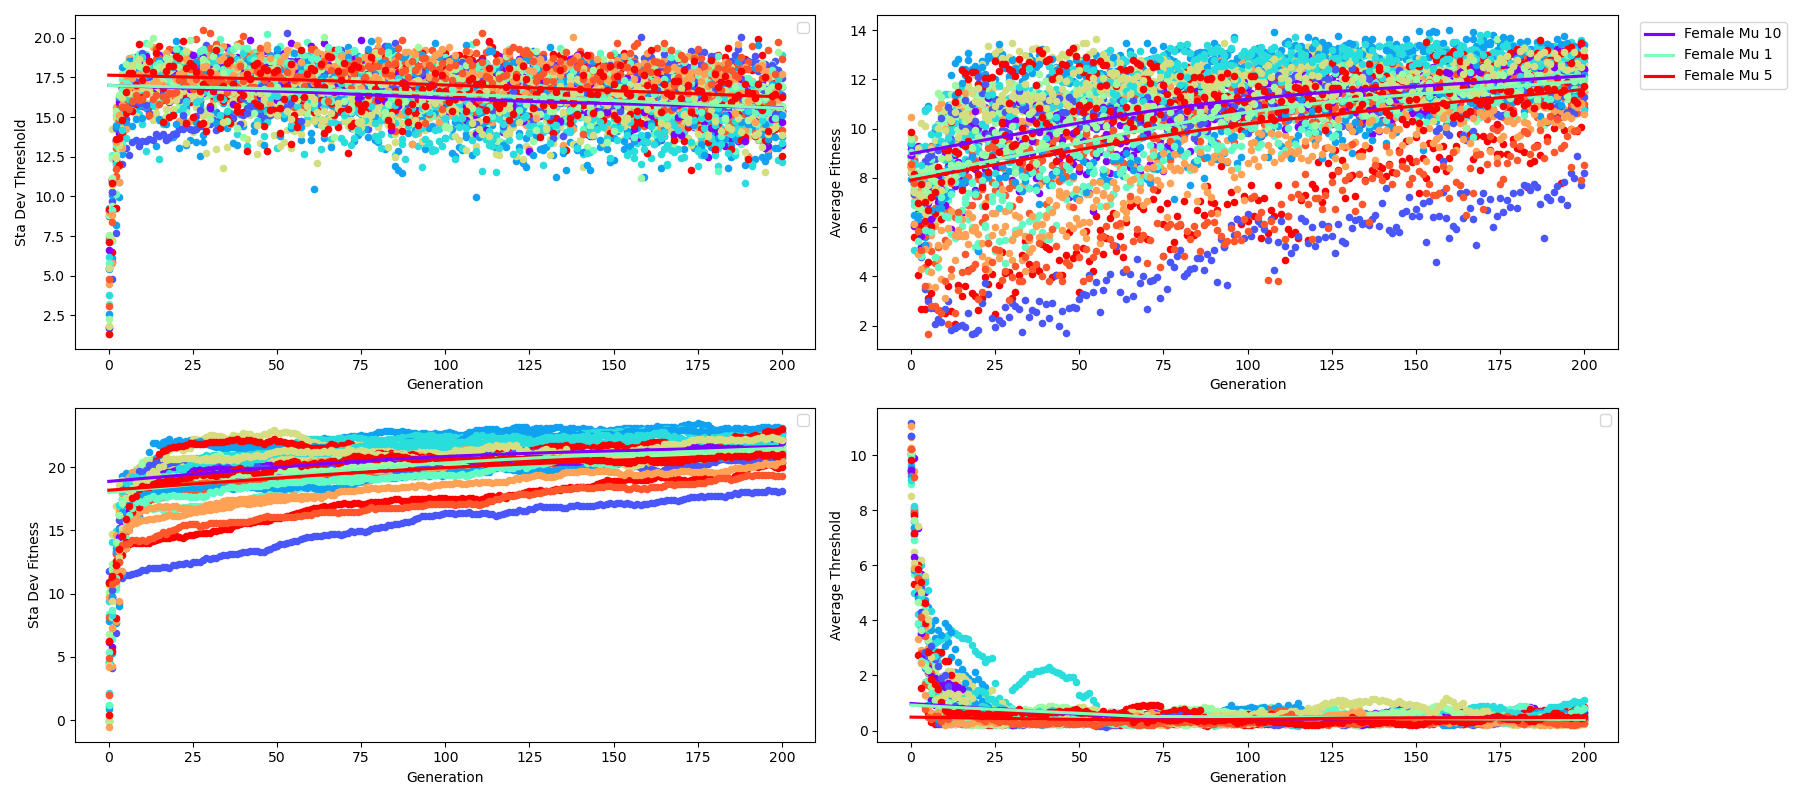 Sta Dev Threshold
20.0
17.5
15.0
12.5
10.0
7.5
5.0
2.5
0 25 50 75 100 125 150 175 200
Generation
Average Fitness
14
12
10
8
6
4
2
0 25 50 75 100 125 150 175 200
Generation
Female Mu 10
Female Mu 1
Female Mu 5
Sta Dev Fitness
20
15
10
5
0
0 25 50 75 100 125 150 175 200
Generation
Average Threshold
10
8
6
4
2
0
0 25 50 75 100 125 150 175 200
Generation